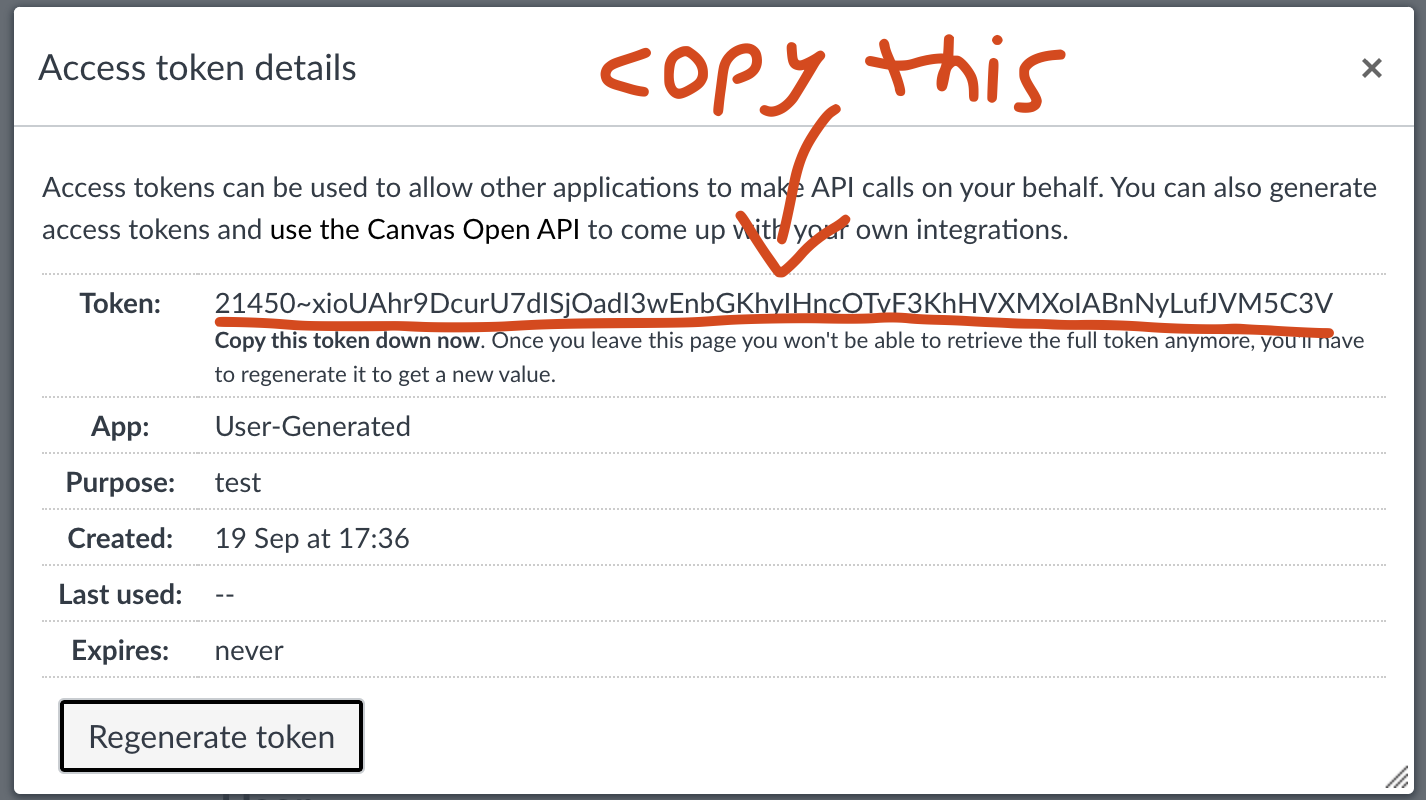 copy this
Access token details
Access tokens can be used to allow other applications to make API calls on your behalf. You can also generate
access tokens and use the Canvas Open API to come up with your own integrations.
Token:
Copy this token down now. Once you leave this page you won't be able to retrieve the full token anymore, you'll have
to regenerate it to get a new value.
App: User-Generated
Purpose: test
Created: 19 Sep at 17:36
Last used: --
Expires: never
Regenerate token